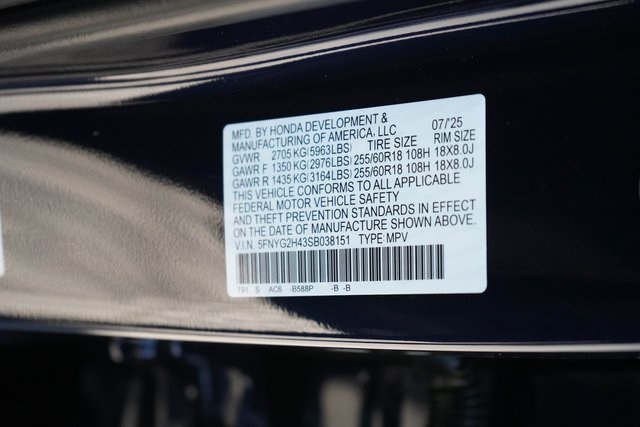 MFD. BY HONDA DEVELOPMENT &
MANUFACTURING OF AMERICA, LLC 07/'25
GVWR 2705 KG(5963LBS) TIRE SIZE RIM SIZE
GAWR F 1350 KG(2976LBS) 255/60R18 108H 18X8.0J
GAWR R 1435 KG(3164LBS) 255/60R18 108H 18X8.0J
THIS VEHICLE CONFORMS TO ALL APPLICABLE
FEDERAL MOTOR VEHICLE SAFETY
AND THEFT PREVENTION STANDARDS IN EFFECT
ON THE DATE OF MANUFACTURE SHOWN ABOVE.
V.I.N. 5FNYG2H43SB038151 TYPE:MPV
T91 S AC6 -B588P -B -B